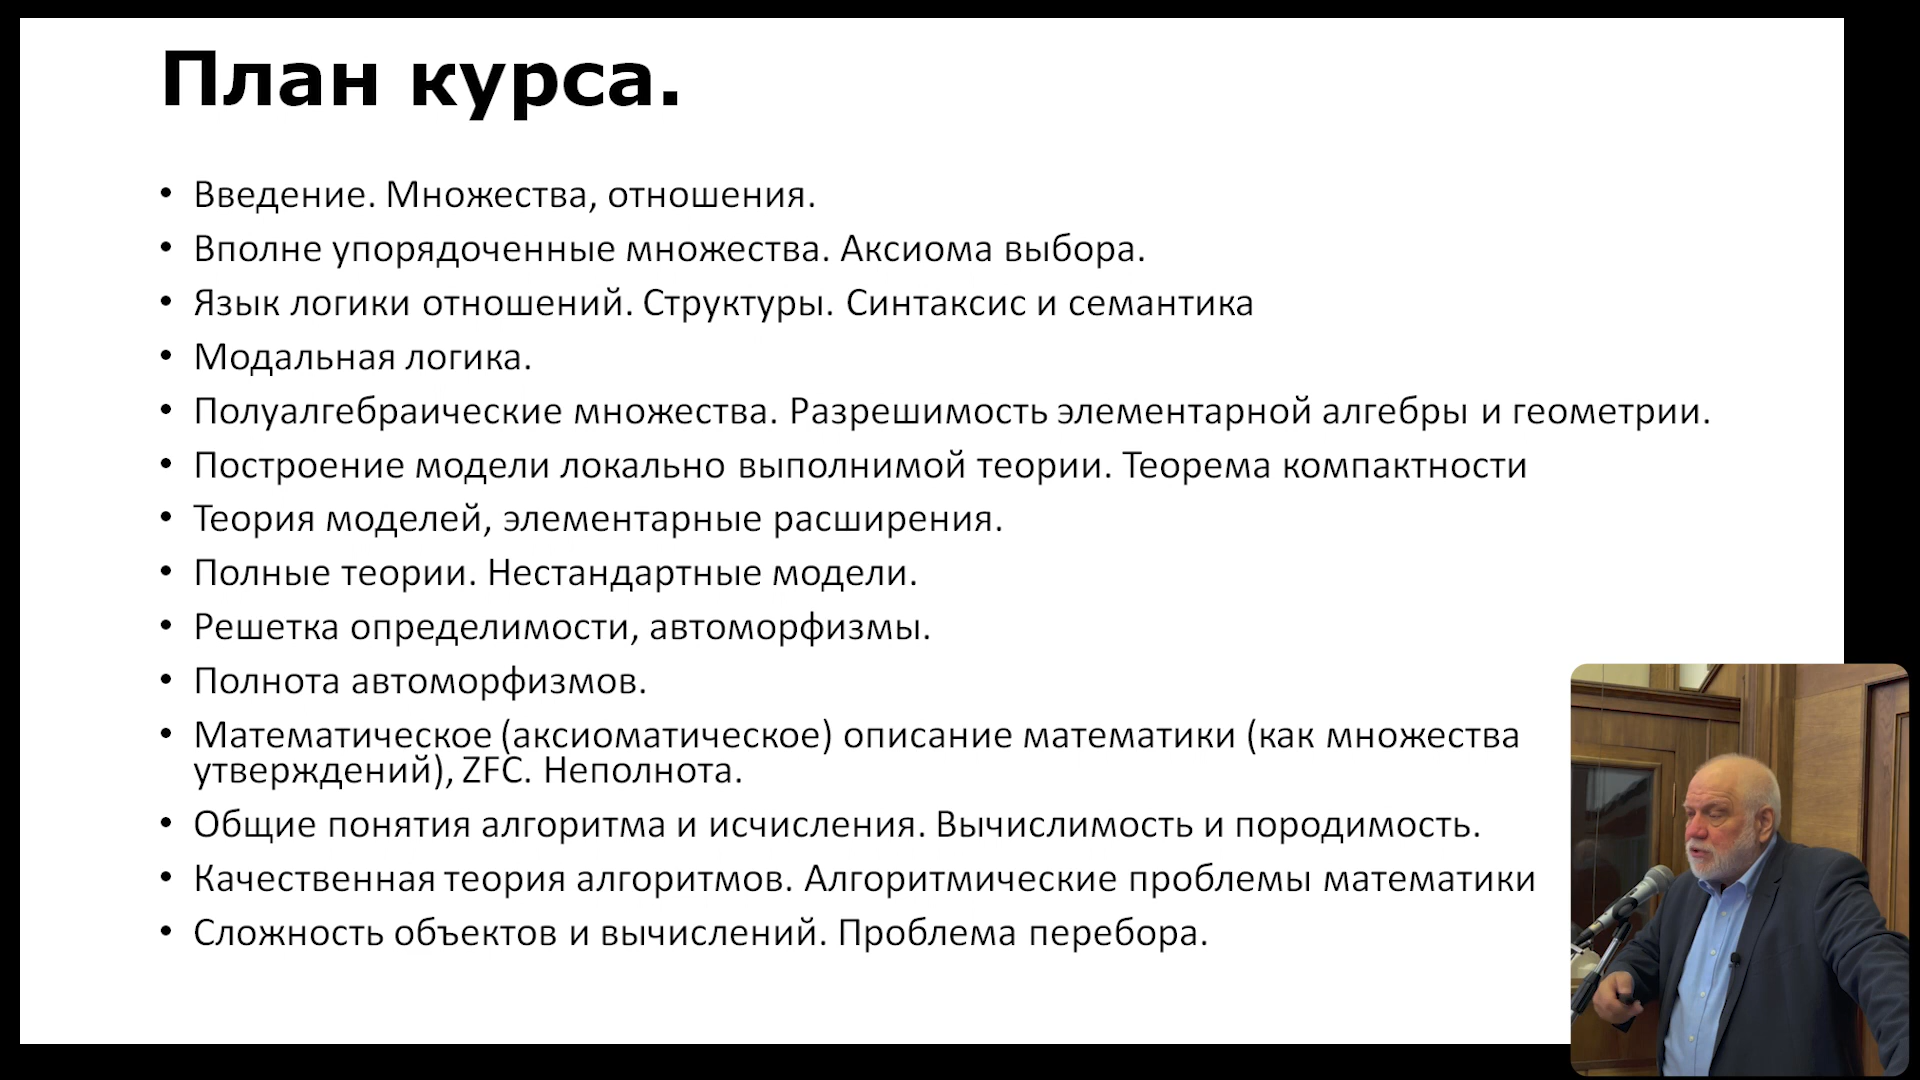 План курса.
• Введение. Множества, отношения.
• Вполне упорядоченные множества. Аксиома выбора.
• Язык логики отношений. Структуры. Синтаксис и семантика
• Модальная логика.
• Полуалгебраические множества. Разрешимость элементарной алгебры и геометрии.
• Построение модели локально выполнимой теории. Теорема компактности
• Теория моделей, элементарные расширения.
• Полные теории. Нестандартные модели.
• Решетка определимости, автоморфизмы.
• Полнота автоморфизмов.
• Математическое (аксиоматическое) описание математики (как множества
утверждений), ZFC. Неполнота.
• Общие понятия алгоритма и исчисления. Вычислимость и породимость.
• Качественная теория алгоритмов. Алгоритмические проблемы математики
• Сложность объектов и вычислений. Проблема перебора.